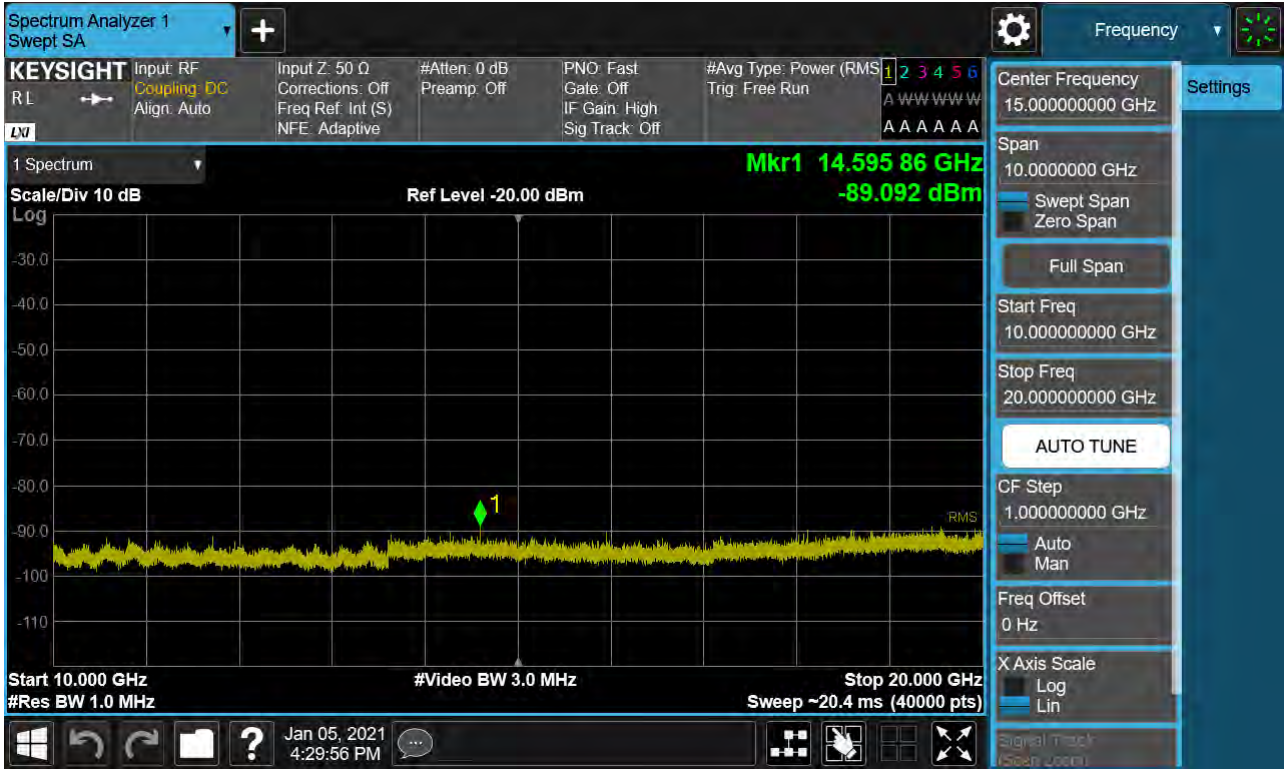 Spectrum Analyzer 1
Swept SA
Frequency
KEYSIGHT
R L
LXI
Input: RF
Coupling: DC
Align: Auto
Input Z: 50 Ω
Corrections: Off
Freq Ref: Int (S)
NFE: Adaptive
#Atten: 0 dB
Preamp: Off
PNO: Fast
Gate: Off
IF Gain: High
Sig Track: Off
#Avg Type: Power (RMS
Trig: Free Run
1 2 3 4 5 6
A W W W W W
A A A A A A
1 Spectrum
Scale/Div 10 dB
Ref Level -20.00 dBm
Mkr1 14.595 86 GHz
-89.092 dBm
Log
-30.0
-40.0
-50.0
-60.0
-70.0
-80.0
-90.0
-100
-110
1
RMS
Start 10.000 GHz
#Res BW 1.0 MHz
#Video BW 3.0 MHz
Stop 20.000 GHz
Sweep ~20.4 ms (40000 pts)
Center Frequency
15.000000000 GHz
Span
10.0000000 GHz
Swept Span
Zero Span
Full Span
Start Freq
10.000000000 GHz
Stop Freq
20.000000000 GHz
AUTO TUNE
CF Step
1.000000000 GHz
Auto
Man
Freq Offset
0 Hz
X Axis Scale
Log
Lin
Signal Track
(Span Zoom)
Settings
?
Jan 05, 2021
4:29:56 PM